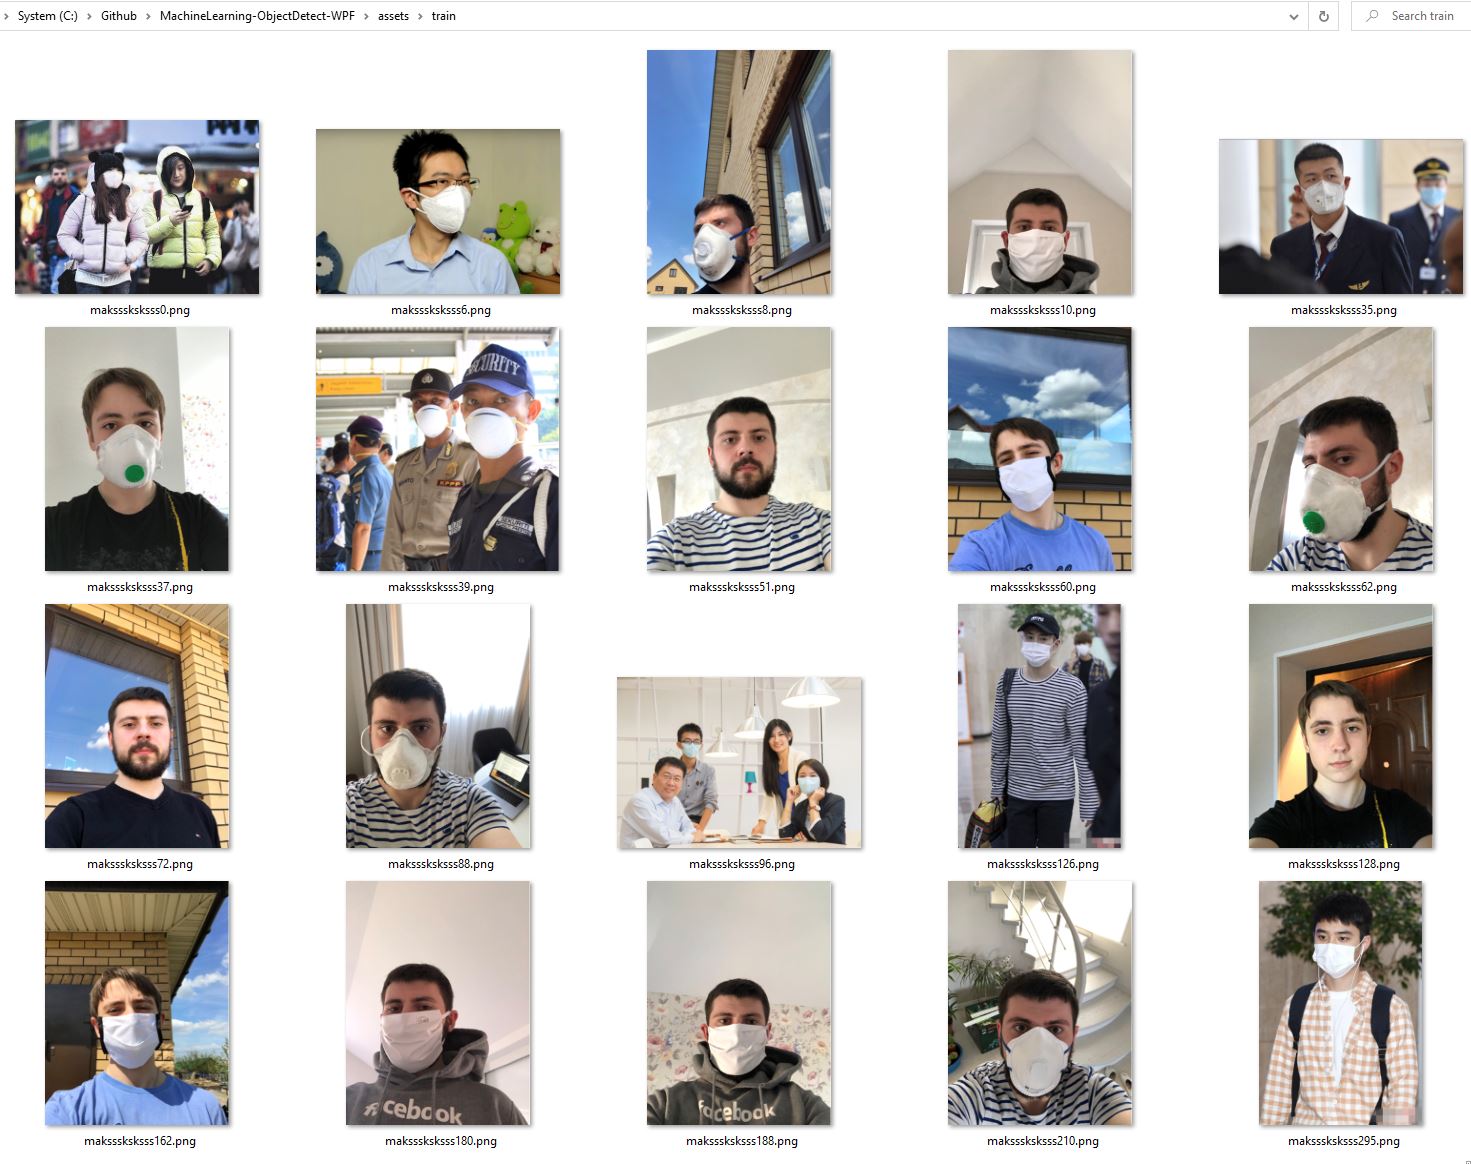 System (C:) > Github > MachineLearning-ObjectDetect-WPF > assets > train
Search train
maksssksksss0.png
maksssksksss6.png
maksssksksss8.png
maksssksksss10.png
maksssksksss35.png
SECURITY
maksssksksss37.png
maksssksksss39.png
maksssksksss51.png
maksssksksss60.png
maksssksksss62.png
maksssksksss72.png
maksssksksss88.png
maksssksksss96.png
maksssksksss126.png
maksssksksss128.png
facebook
facebook
maksssksksss162.png
maksssksksss180.png
maksssksksss188.png
maksssksksss210.png
maksssksksss295.png